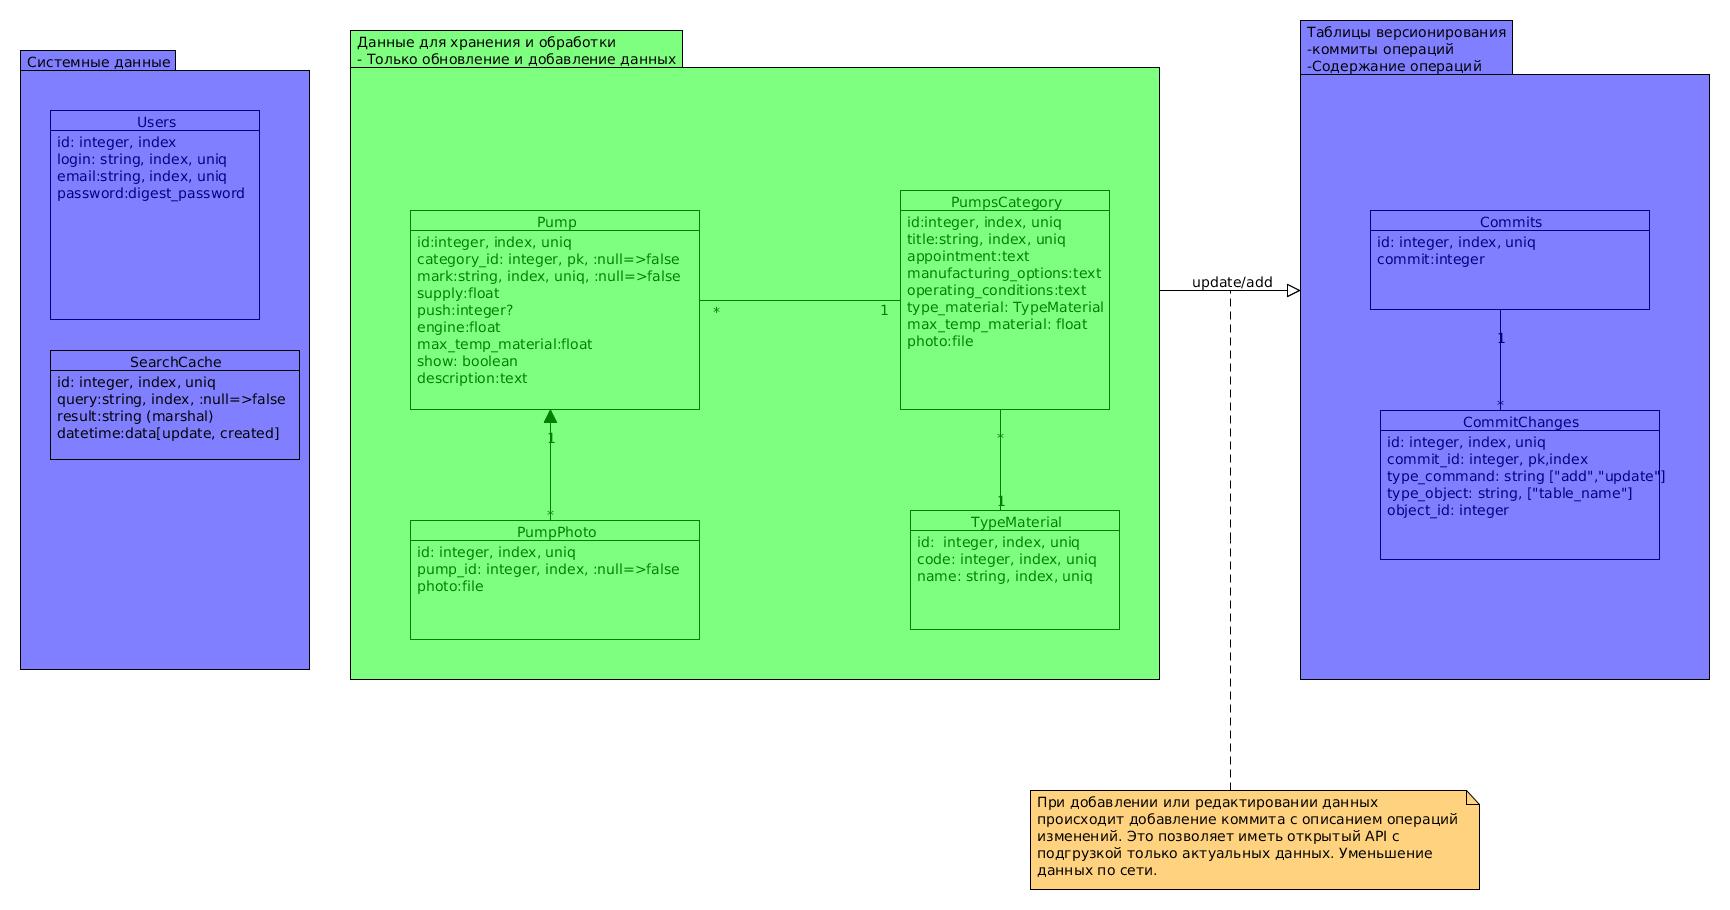 Системные данные
Users
id: integer, index
login: string, index, uniq
email:string, index, uniq
password:digest_password
SearchCache
id: integer, index, uniq
query:string, index, :null=>false
result:string (marshal)
datetime:data[update, created]
Данные для хранения и обработки
- Только обновление и добавление данных
Pump
id:integer, index, uniq
category_id: integer, pk, :null=>false
mark:string, index, uniq, :null=>false
supply:float
push:integer?
engine:float
max_temp_material:float
show: boolean
description:text
*
1
PumpsCategory
id:integer, index, uniq
title:string, index, uniq
appointment:text
manufacturing_options:text
operating_conditions:text
type_material: TypeMaterial
max_temp_material: float
photo:file
1
*
PumpPhoto
id: integer, index, uniq
pump_id: integer, index, :null=>false
photo:file
*
1
TypeMaterial
id:  integer, index, uniq
code: integer, index, uniq
name: string, index, uniq
update/add
Таблицы версионирования
-коммиты операций
-Содержание операций
Commits
id: integer, index, uniq
commit:integer
1
*
CommitChanges
id: integer, index, uniq
commit_id: integer, pk,index
type_command: string ["add","update"]
type_object: string, ["table_name"]
object_id: integer
При добавлении или редактировании данных
происходит добавление коммита с описанием операций
изменений. Это позволяет иметь открытый API с
подгрузкой только актуальных данных. Уменьшение
данных по сети.